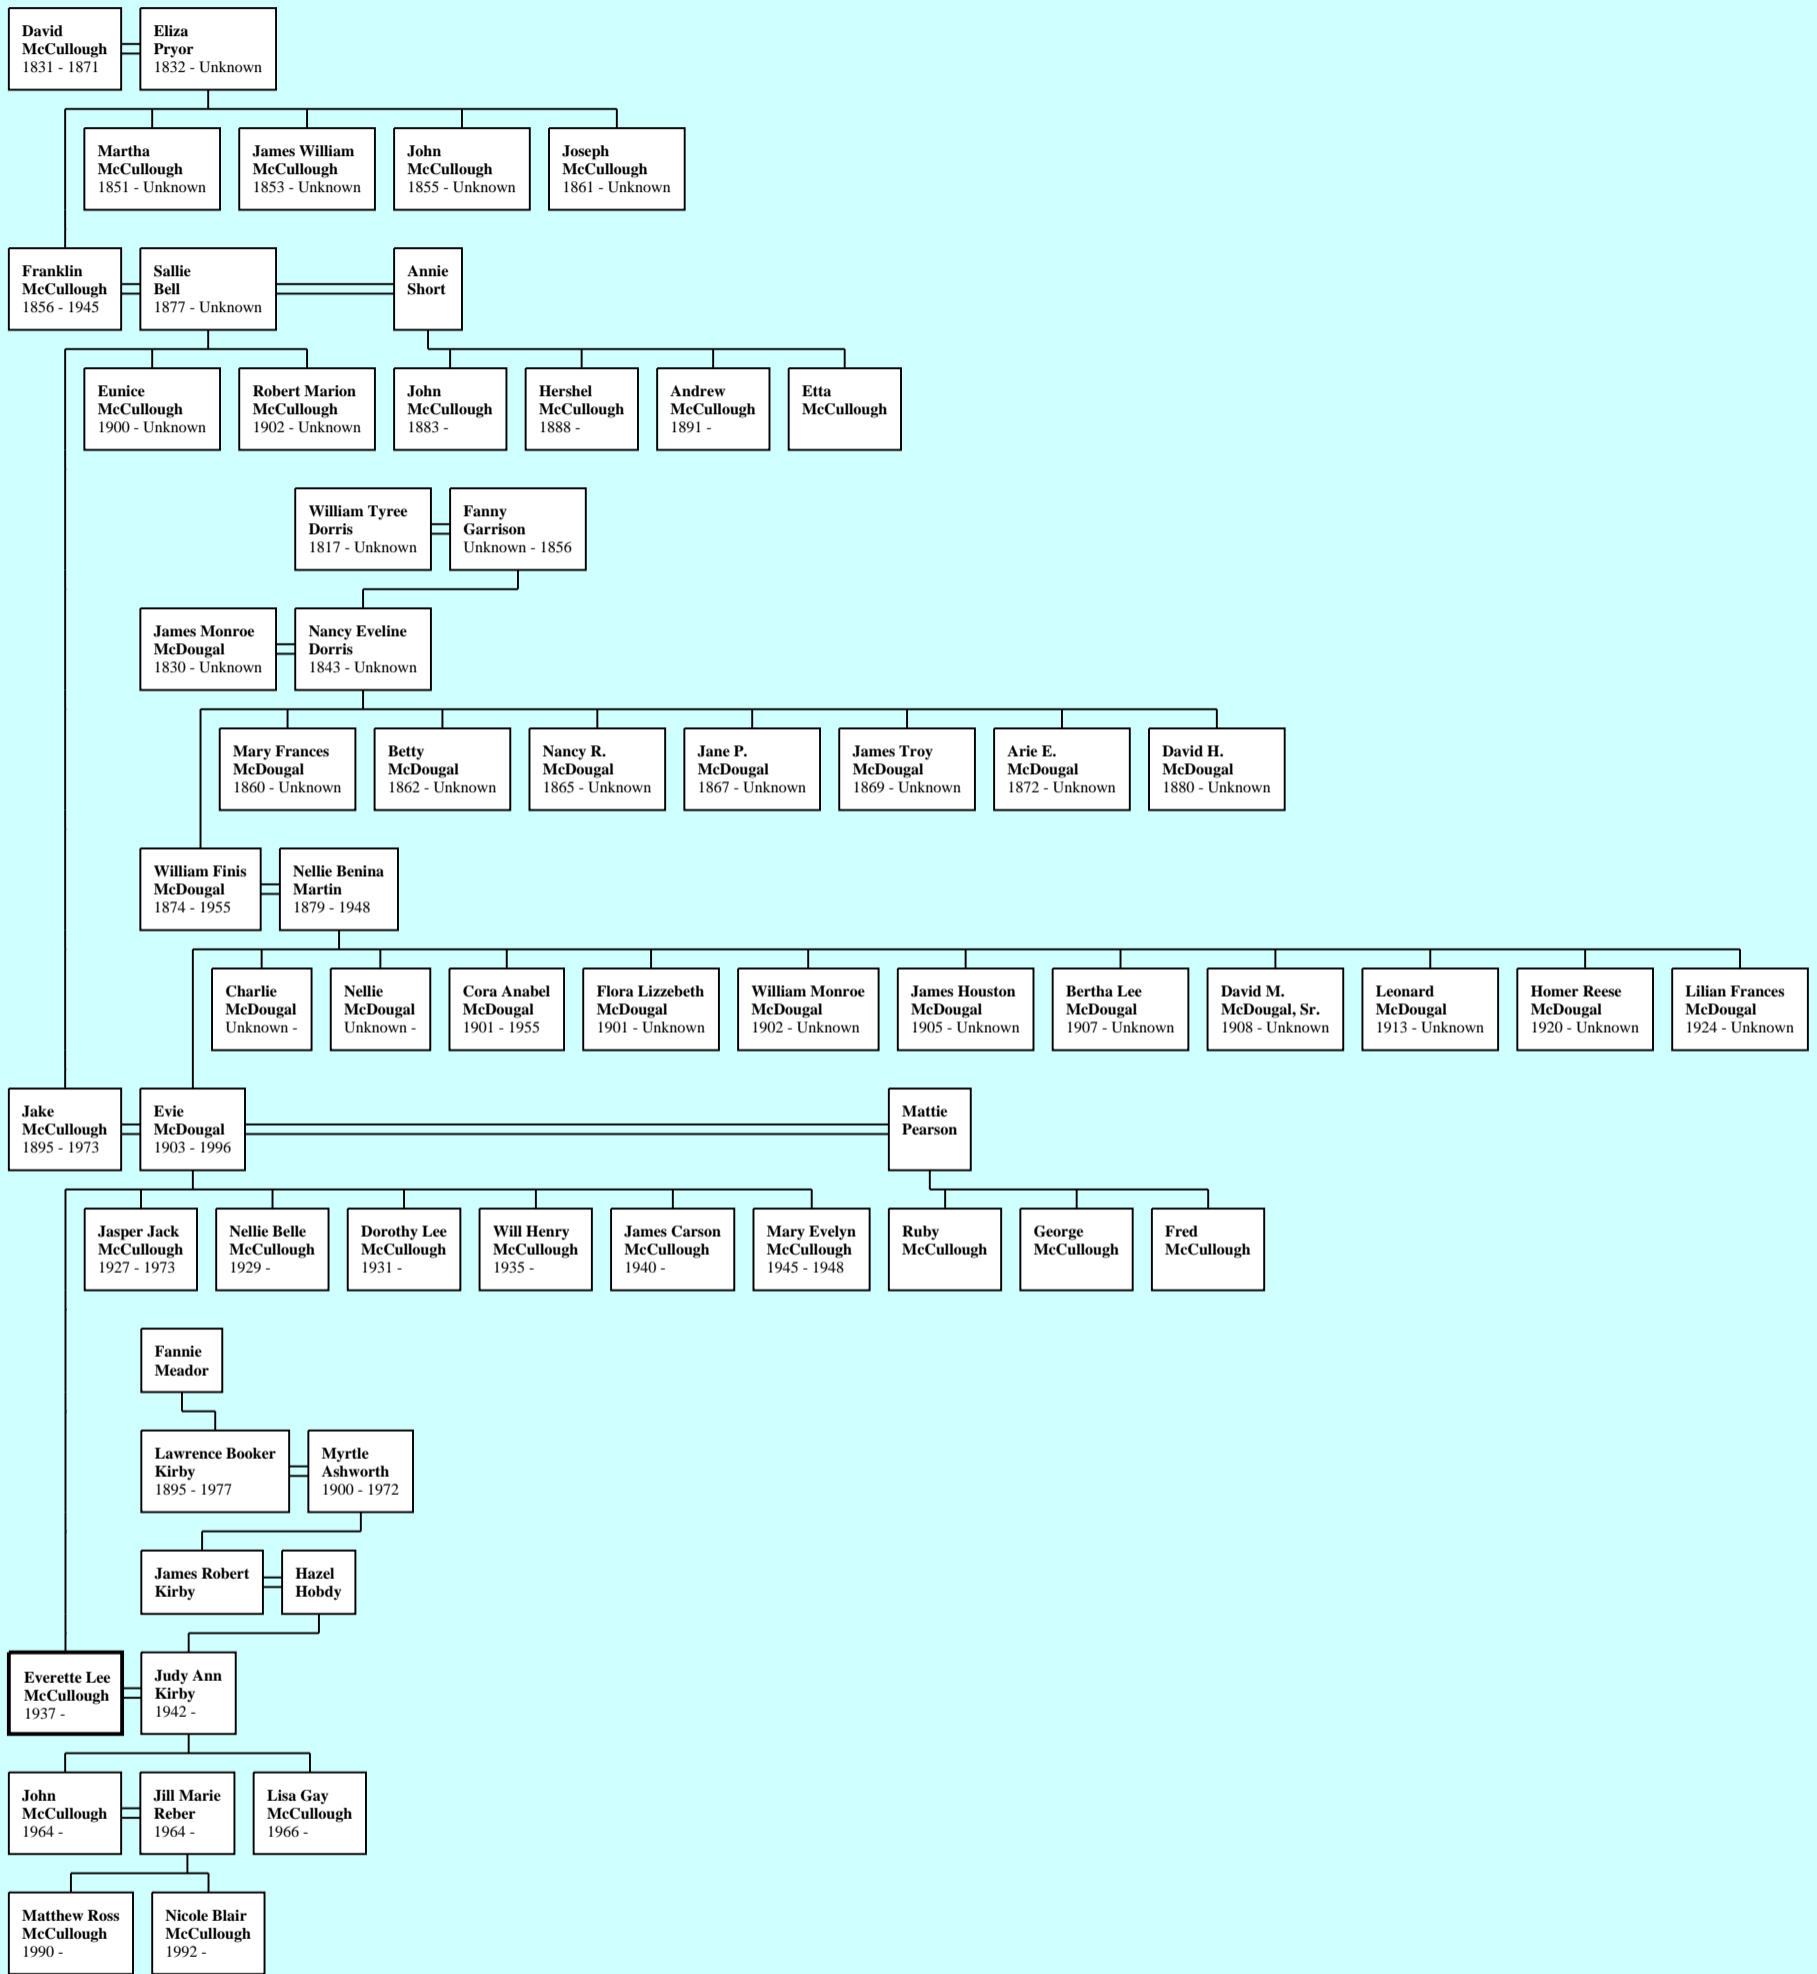 David
McCullough
1831 - 1871
Eliza
Pryor
1832 - Unknown
Martha
McCullough
1851 - Unknown
James William
McCullough
1853 - Unknown
John
McCullough
1855 - Unknown
Joseph
McCullough
1861 - Unknown
Franklin
McCullough
1856 - 1945
Sallie
Bell
1877 - Unknown
Annie
Short
Eunice
McCullough
1900 - Unknown
Robert Marion
McCullough
1902 - Unknown
John
McCullough
1883 -
Hershel
McCullough
1888 -
Andrew
McCullough
1891 -
Etta
McCullough
William Tyree
Dorris
1817 - Unknown
Fanny
Garrison
Unknown - 1856
James Monroe
McDougal
1830 - Unknown
Nancy Eveline
Dorris
1843 - Unknown
Mary Frances
McDougal
1860 - Unknown
Betty
McDougal
1862 - Unknown
Nancy R.
McDougal
1865 - Unknown
Jane P.
McDougal
1867 - Unknown
James Troy
McDougal
1869 - Unknown
Arie E.
McDougal
1872 - Unknown
David H.
McDougal
1880 - Unknown
William Finis
McDougal
1874 - 1955
Nellie Benina
Martin
1879 - 1948
Charlie
McDougal
Unknown -
Nellie
McDougal
Unknown -
Cora Anabel
McDougal
1901 - 1955
Flora Lizzebeth
McDougal
1901 - Unknown
William Monroe
McDougal
1902 - Unknown
James Houston
McDougal
1905 - Unknown
Bertha Lee
McDougal
1907 - Unknown
David M.
McDougal, Sr.
1908 - Unknown
Leonard
McDougal
1913 - Unknown
Homer Reese
McDougal
1920 - Unknown
Lilian Frances
McDougal
1924 - Unknown
Jake
McCullough
1895 - 1973
Evie
McDougal
1903 - 1996
Mattie
Pearson
Jasper Jack
McCullough
1927 - 1973
Nellie Belle
McCullough
1929 -
Dorothy Lee
McCullough
1931 -
Will Henry
McCullough
1935 -
James Carson
McCullough
1940 -
Mary Evelyn
McCullough
1945 - 1948
Ruby
McCullough
George
McCullough
Fred
McCullough
Fannie
Meador
Lawrence Booker
Kirby
1895 - 1977
Myrtle
Ashworth
1900 - 1972
James Robert
Kirby
Hazel
Hobdy
Everette Lee
McCullough
1937 -
Judy Ann
Kirby
1942 -
John
McCullough
1964 -
Jill Marie
Reber
1964 -
Lisa Gay
McCullough
1966 -
Matthew Ross
McCullough
1990 -
Nicole Blair
McCullough
1992 -